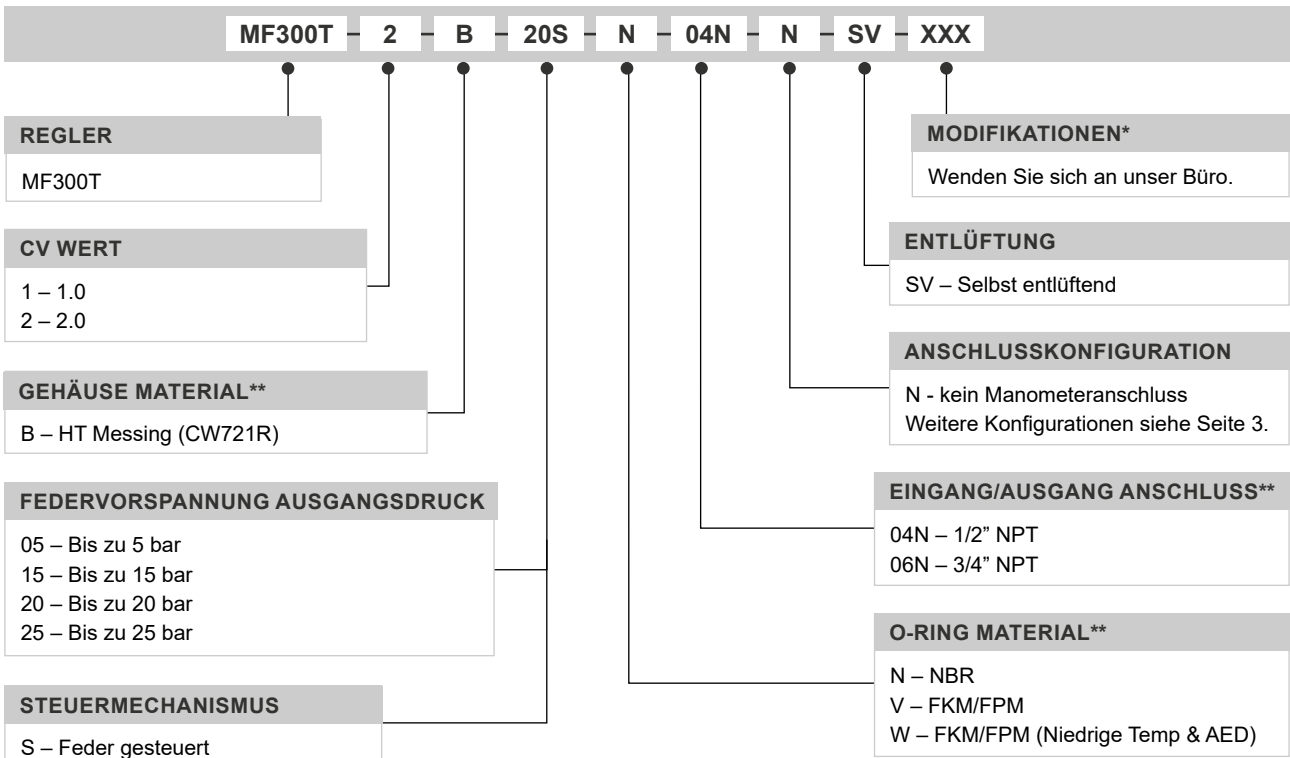 MF300T – 2 – B – 20S – N – 04N – N – SV – XXX
REGLER
MF300T
CV WERT
1 – 1.0
2 – 2.0
GEHÄUSE MATERIAL**
B – HT Messing (CW721R)
FEDERVORSPANNUNG AUSGANGSDRUCK
05 – Bis zu 5 bar
15 – Bis zu 15 bar
20 – Bis zu 20 bar
25 – Bis zu 25 bar
STEUERMECHANISMUS
S – Feder gesteuert
MODIFIKATIONEN*
Wenden Sie sich an unser Büro.
ENTLÜFTUNG
SV – Selbst entlüftend
ANSCHLUSSKONFIGURATION
N - kein Manometeranschluss
Weitere Konfigurationen siehe Seite 3.
EINGANG/AUSGANG ANSCHLUSS**
04N – 1/2” NPT
06N – 3/4” NPT
O-RING MATERIAL**
N – NBR
V – FKM/FPM
W – FKM/FPM (Niedrige Temp & AED)